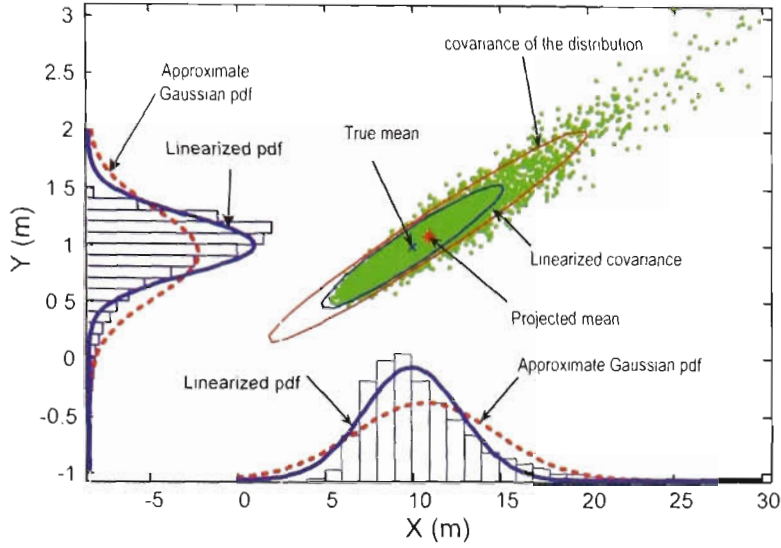 3
2 5
2
1 5
1
0 5
0
-0.5
-1
Y (m)
Approximate
Gaussian pdf
Linearized pdf
covariance of the distribution
True mean
Linearized covariance
Projected mean
Linearized pdf
Approximate Gaussian pdf
-5
0
5
10
15
20
25
30
X (m)